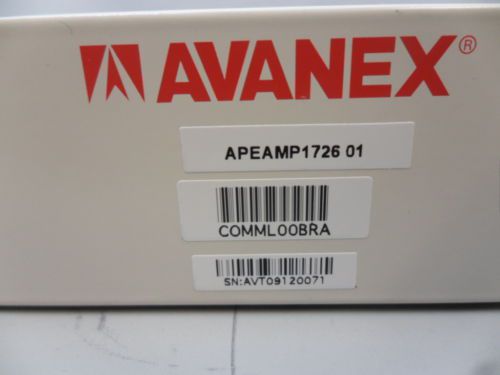 AVANEX®
APEAMP1726 01
COMML00BRA
SN:AVT09120071